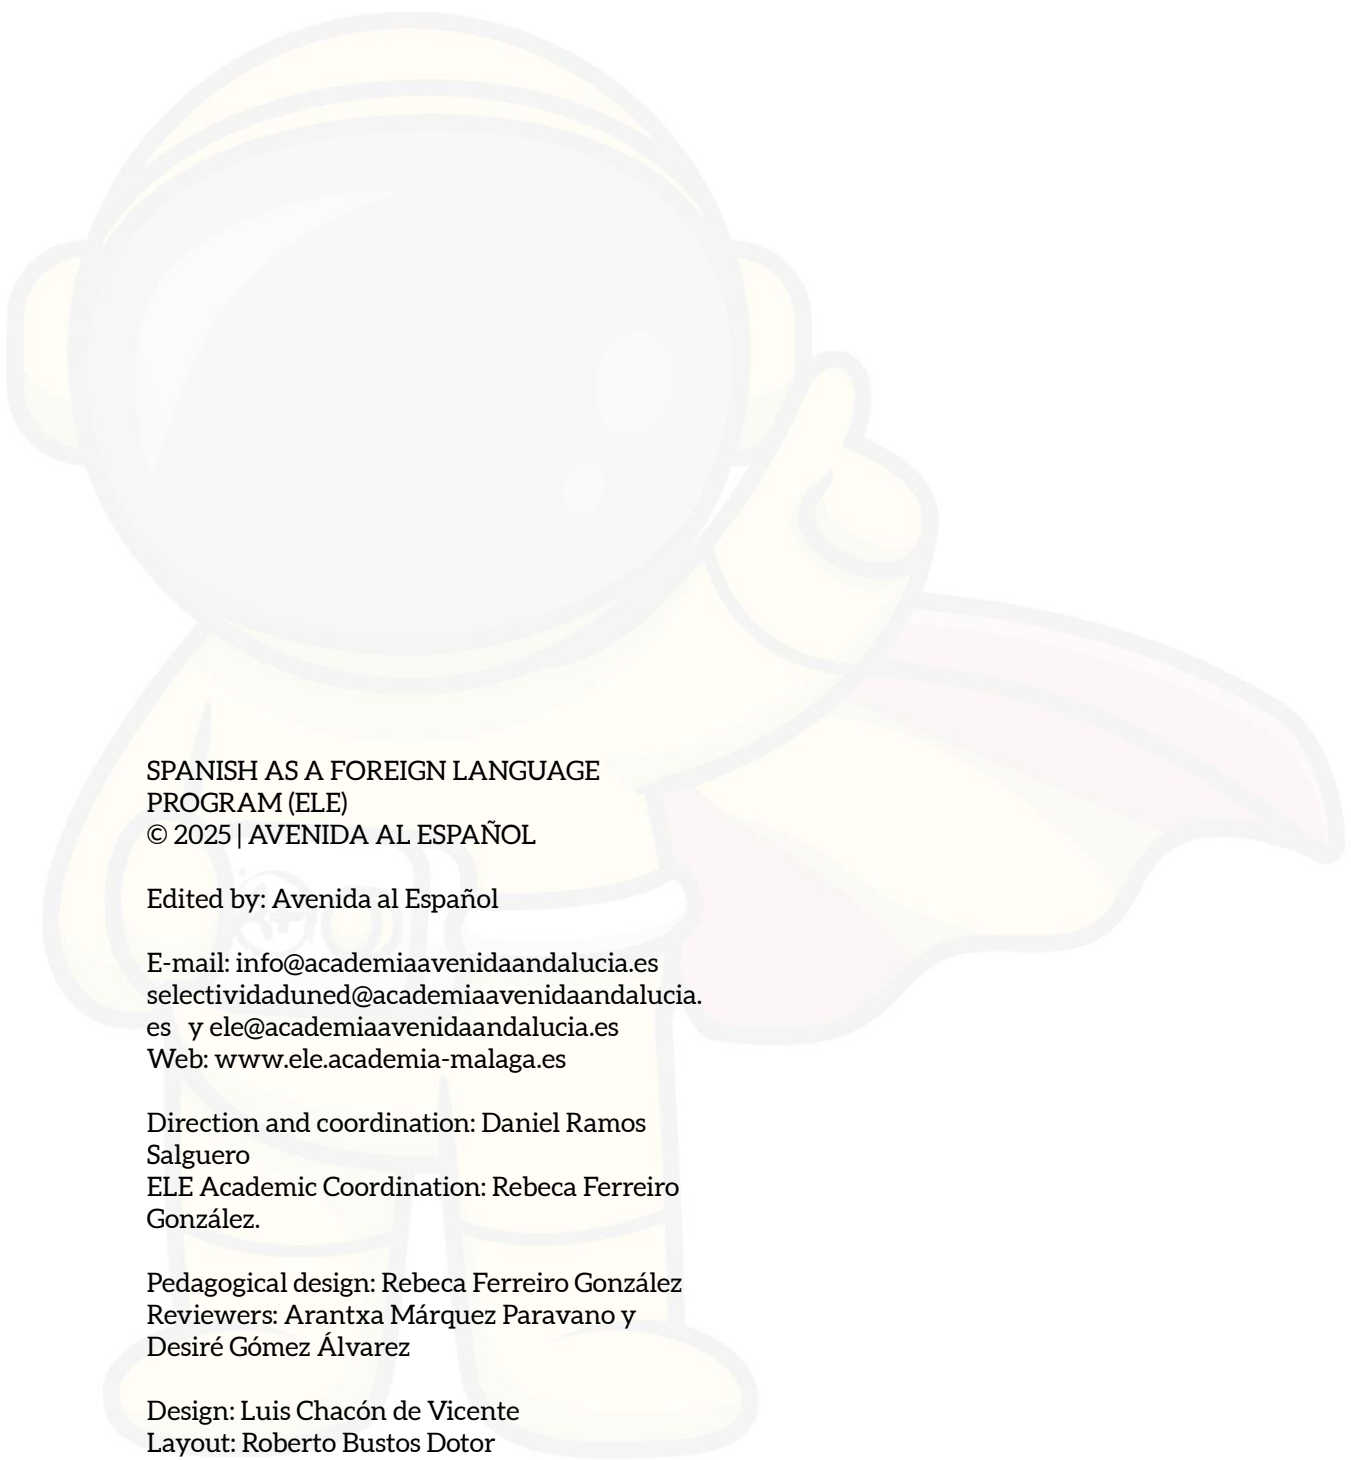 SPANISH AS A FOREIGN LANGUAGE
PROGRAM (ELE)
© 2025 | AVENIDA AL ESPAÑOL
Edited by: Avenida al Español
E-mail: info@academiaavenidaandalucia.es
selectividaduned@academiaavenidaandalucia.
es y ele@academiaavenidaandalucia.es
Web: www.ele.academia-malaga.es
Direction and coordination: Daniel Ramos
Salguero
ELE Academic Coordination: Rebeca Ferreiro
González.
Pedagogical design: Rebeca Ferreiro González
Reviewers: Arantxa Márquez Paravano y
Desiré Gómez Álvarez
Design: Luis Chacón de Vicente
Layout: Roberto Bustos Dotor